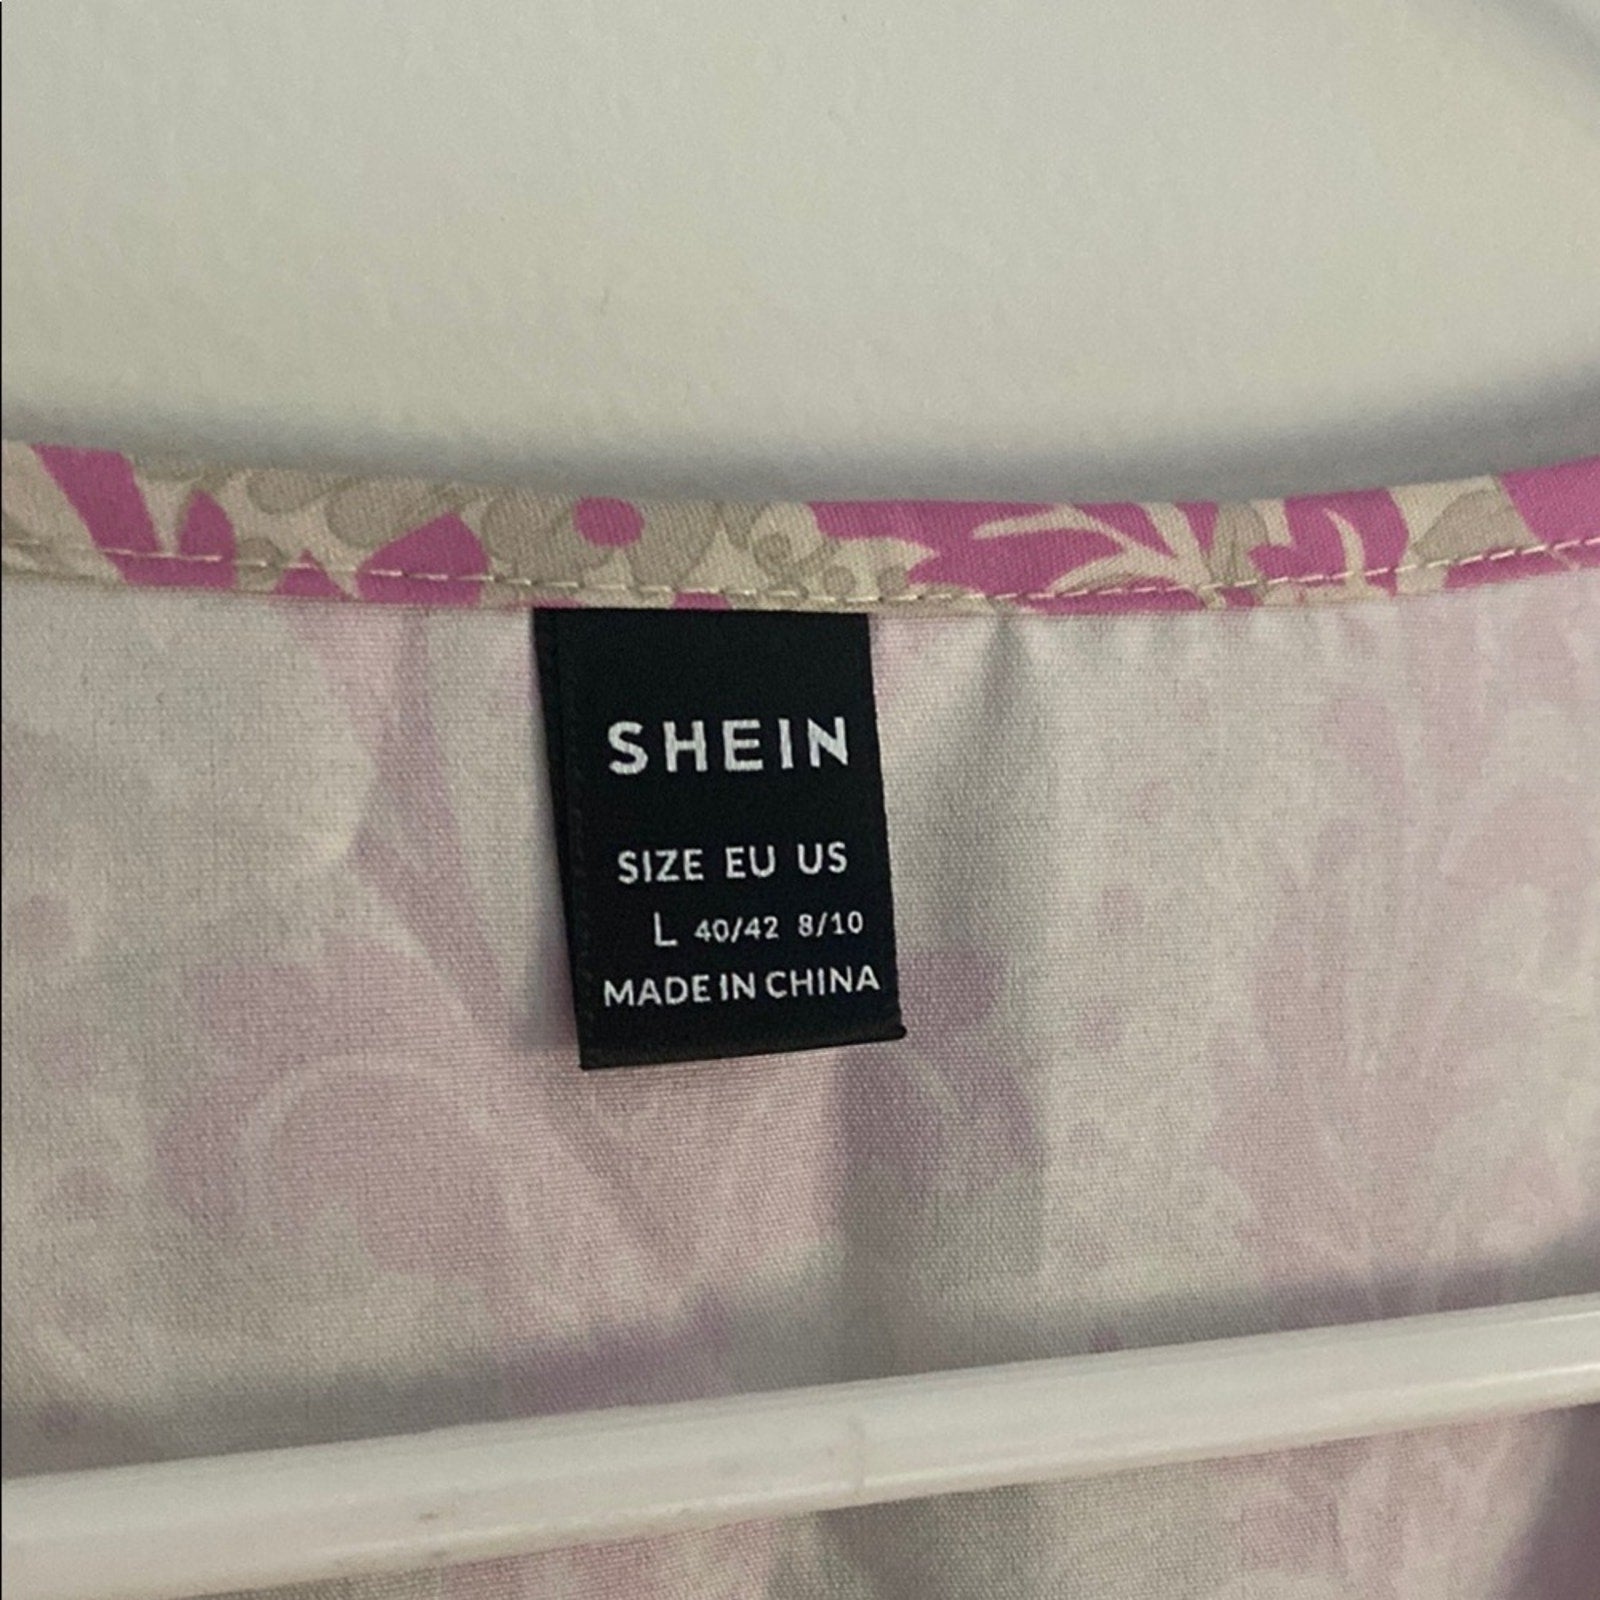 SHEIN
SIZE EU US
L 40/42 8/10
MADE IN CHINA